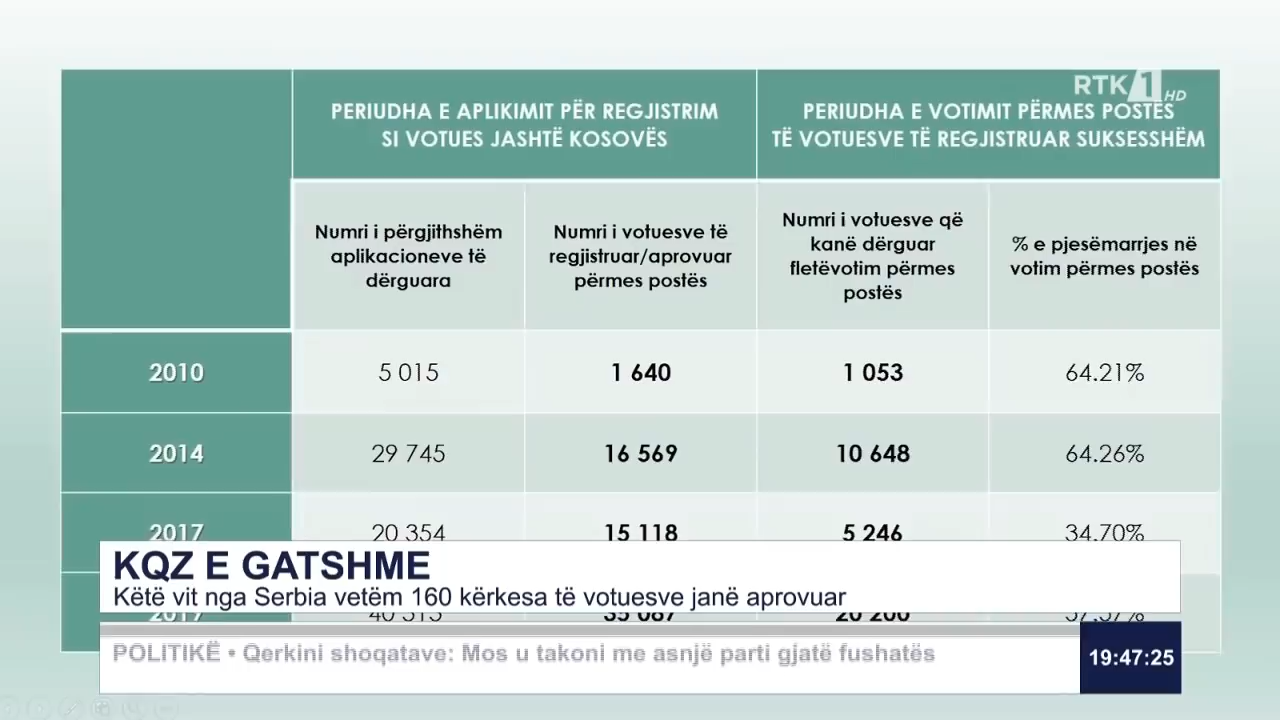 RTK 1 HD
PERIUDHA E APLIKIMIT PËR REGJISTRIM
SI VOTUES JASHTË KOSOVËS
PERIUDHA E VOTIMIT PËRMES POSTËS
TË VOTUESVE TË REGJISTRUAR SUKSESSHËM
Numri i përgjithshëm
aplikacioneve të
dërguara
Numri i votuesve të
regjistruar/aprovuar
përmes postës
Numri i votuesve që
kanë dërguar
fletëvotim përmes
postës
% e pjesëmarrjes në
votim përmes postës
2010 5 015 1 640 1 053 64.21%
2014 29 745 16 569 10 648 64.26%
2017 20 354 15 118 5 246 34.70%
KQZ E GATSHME
Këtë vit nga Serbia vetëm 160 kërkesa të votuesve janë aprovuar
POLITIKË • Qerkini shoqatave: Mos u takoni me asnjë parti gjatë fushatës
19:47:25